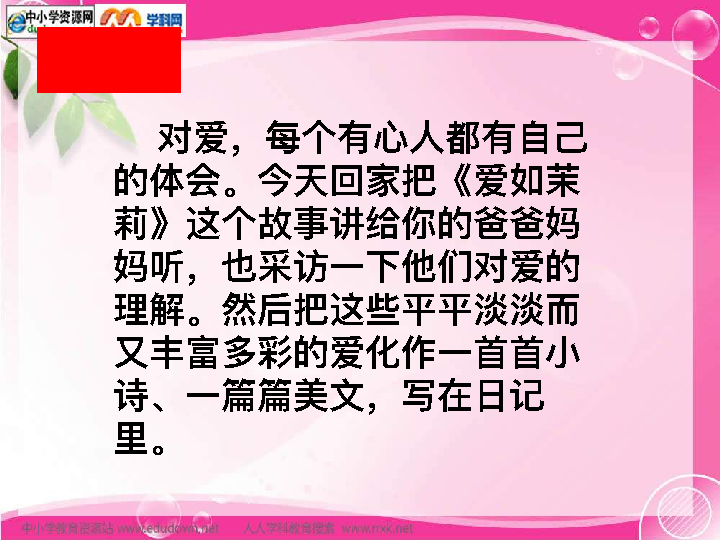 中小学资源网
学科网
对爱，每个有心人都有自己
的体会。今天回家把《爱如茉
莉》这个故事讲给你的爸爸妈
妈听，也采访一下他们对爱的
理解。然后把这些平平淡淡而
又丰富多彩的爱化作一首首小
诗、一篇篇美文，写在日记
里。
中小学教育资源站 www.edudown.net 人人学科教育搜索 www.rrxk.net